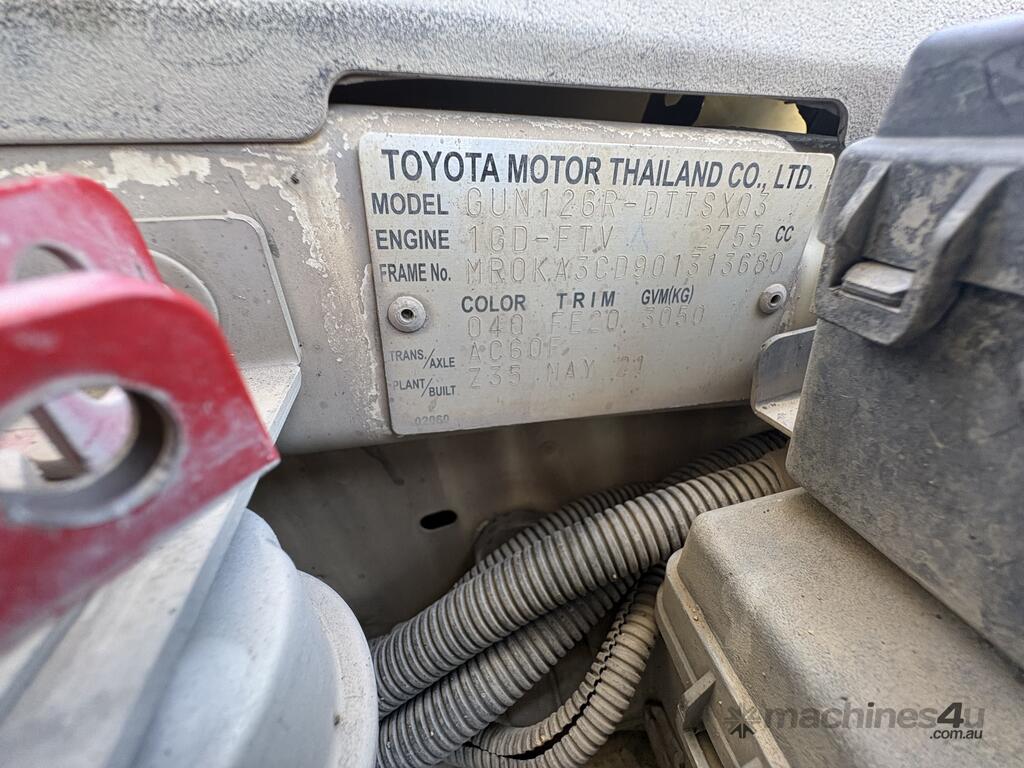 TOYOTA MOTOR THAILAND CO., LTD.
MODEL GUN126R-DTTSXQ3
ENGINE 1GD-FTV 2755 CC
FRAME No. MR0KA3CD901313680
COLOR TRIM GVM(KG)
040 FE20 3050
TRANS./AXLE AC60F
PLANT/BUILT Z35 MAY 21
02060
machines4u
.com.au